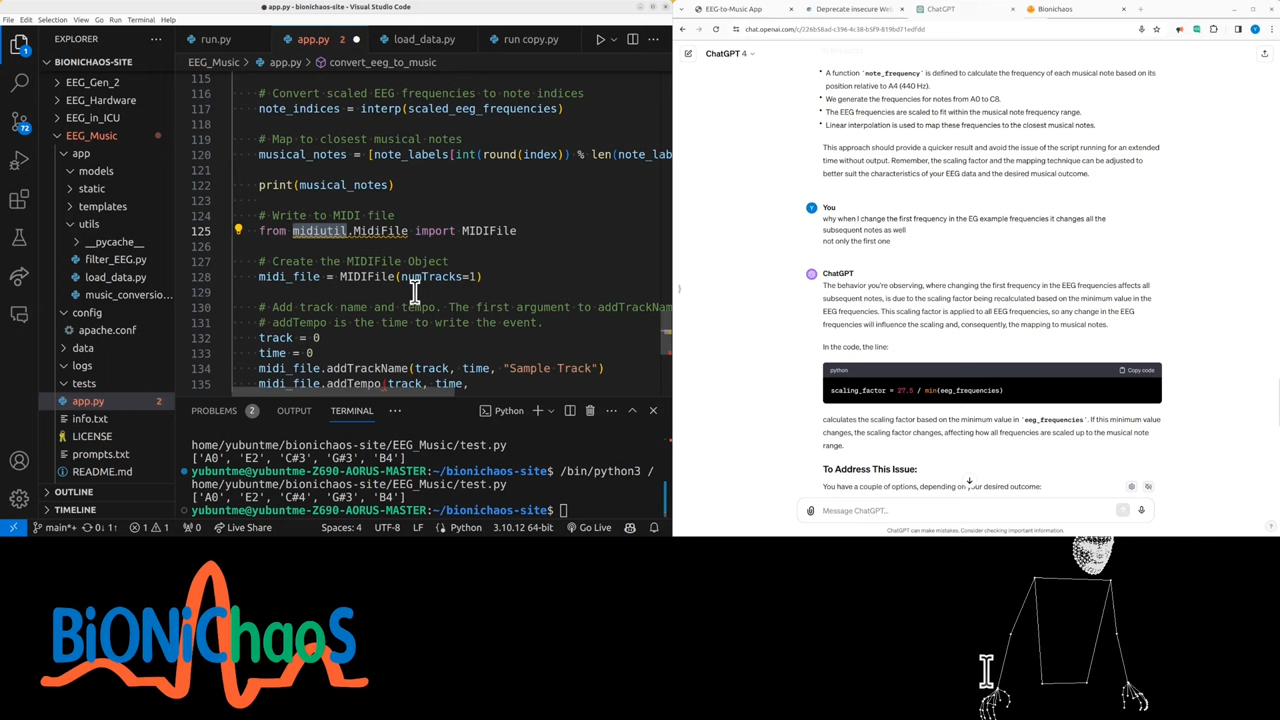 app.py - bionichaos-site - Visual Studio Code
File Edit Selection View Go Run Terminal Help
EXPLORER
BIONICHAOS-SITE
EEG_Gen_2
EEG_Hardware
EEG_in_ICU
EEG_Music
app
models
static
templates
utils
__pycache__
filter_EEG.py
load_data.py
music_conversio...
config
apache.conf
data
logs
tests
app.py 2
info.txt
LICENSE
prompts.txt
README.md
OUTLINE
TIMELINE
72
1
run.py
app.py 2
load_data.py
run copy.py
EEG_Music > app.py > convert_eeg_to_music
115
116 # Convert scaled EEG frequencies to note indices
117 note_indices = interp(scaled_eeg_frequencies)
118
119 # Map to closest musical notes
120 musical_notes = [note_labels[int(round(index)) % len(note_lab
121
122 print(musical_notes)
123
124 # Write to MIDI file
125 from midiutil.MidiFile import MIDIFile
126
127 # Create the MIDIFile Object
128 midi_file = MIDIFile(numTracks=1)
129
130 # Add track name and tempo. The first argument to addTrackNam
131 # addTempo is the time to write the event.
132 track = 0
133 time = 0
134 midi_file.addTrackName(track, time, "Sample Track")
135 midi_file.addTempo(track, time,
PROBLEMS 2 OUTPUT TERMINAL Python
home/yubuntme/bionichaos-site/EEG_Music/test.py
['A0', 'E2', 'C#3', 'G#3', 'B4']
yubuntme@yubuntme-Z690-AORUS-MASTER:~/bionichaos-site$ /bin/python3 /
home/yubuntme/bionichaos-site/EEG_Music/test.py
['A0', 'E2', 'C#4', 'G#3', 'B4']
yubuntme@yubuntme-Z690-AORUS-MASTER:~/bionichaos-site$
main* 0↓ 1↑ 1 1 0 Live Share Spaces: 4 UTF-8 LF Python 3.10.12 64-bit Go Live
EEG-to-Music App
Deprecate insecure Web
ChatGPT
Bionichaos
chat.openai.com/c/226b58ad-c396-4c38-b5f9-819bd71edfdd
ChatGPT 4
A function `note_frequency` is defined to calculate the frequency of each musical note based on its
position relative to A4 (440 Hz).
We generate the frequencies for notes from A0 to C8.
The EEG frequencies are scaled to fit within the musical note frequency range.
Linear interpolation is used to map these frequencies to the closest musical notes.
This approach should provide a quicker result and avoid the issue of the script running for an extended
time without output. Remember, the scaling factor and the mapping technique can be adjusted to
better suit the characteristics of your EEG data and the desired musical outcome.
You
why when I change the first frequency in the EG example frequencies it changes all the
subsequent notes as well
not only the first one
ChatGPT
The behavior you're observing, where changing the first frequency in the EEG frequencies affects all
subsequent notes, is due to the scaling factor being recalculated based on the minimum value in the
EEG frequencies. This scaling factor is applied to all EEG frequencies, so any change in the EEG
frequencies will influence the scaling and, consequently, the mapping to musical notes.
In the code, the line:
python Copy code
scaling_factor = 27.5 / min(eeg_frequencies)
calculates the scaling factor based on the minimum value in `eeg_frequencies`. If this minimum value
changes, the scaling factor changes, affecting how all frequencies are scaled up to the musical note
range.
To Address This Issue:
You have a couple of options, depending on your desired outcome:
Message ChatGPT...
ChatGPT can make mistakes. Consider checking important information.
BiONiChaoS